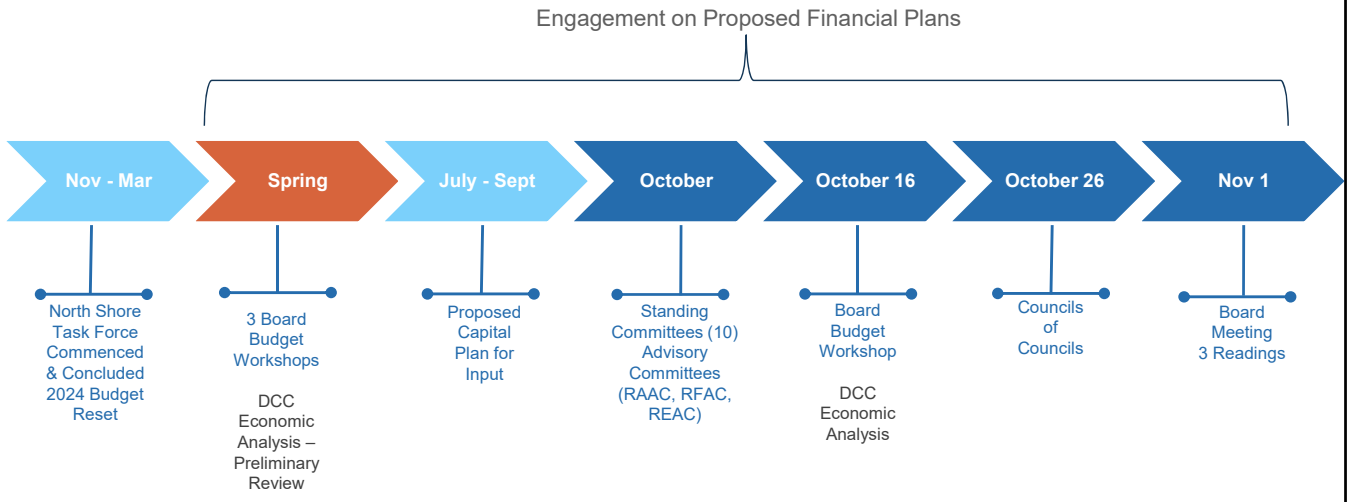 Engagement on Proposed Financial Plans
Nov - Mar
Spring
July - Sept
October
October 16
October 26
Nov 1
North Shore
Task Force
Commenced
& Concluded
2024 Budget
Reset
3 Board
Budget
Workshops
DCC
Economic
Analysis –
Preliminary
Review
Proposed
Capital
Plan for
Input
Standing
Committees (10)
Advisory
Committees
(RAAC, RFAC,
REAC)
Board
Budget
Workshop
DCC
Economic
Analysis
Councils
of
Councils
Board
Meeting
3 Readings